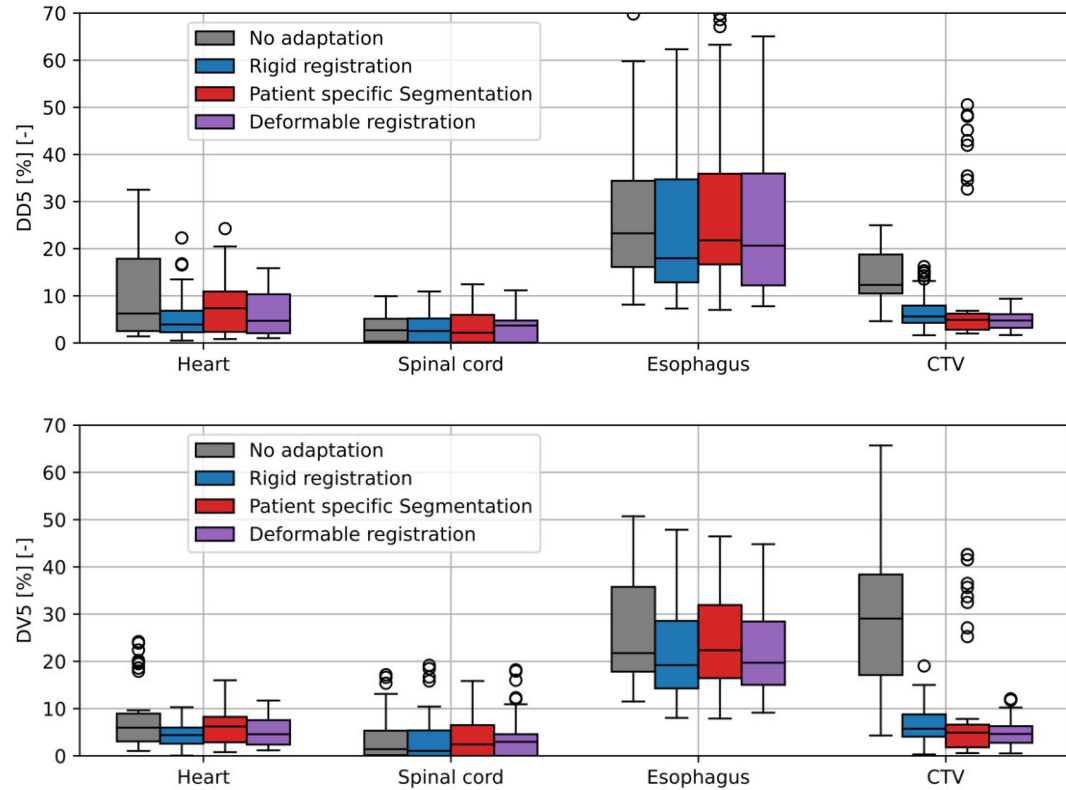 70
60
50
40
30
20
10
0
DD5 [%] [-]
No adaptation
Rigid registration
Patient specific Segmentation
Deformable registration
Heart Spinal cord Esophagus CTV
70
60
50
40
30
20
10
0
DV5 [%] [-]
No adaptation
Rigid registration
Patient specific Segmentation
Deformable registration
Heart Spinal cord Esophagus CTV